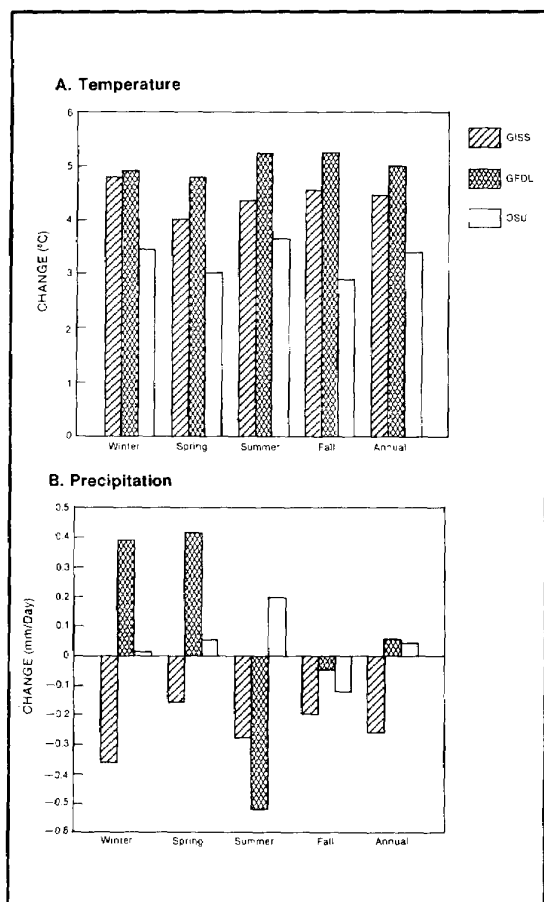 A. Temperature
6
5
4
3
2
1
0
CHANGE (°C)
Winter Spring Summer Fall Annual
GISS
GFDL
OSU
B. Precipitation
0.5
0.4
0.3
0.2
0.1
0
−0.1
−0.2
−0.3
−0.4
−0.5
−0.6
CHANGE (mm/Day)
Winter Spring Summer Fall Annual